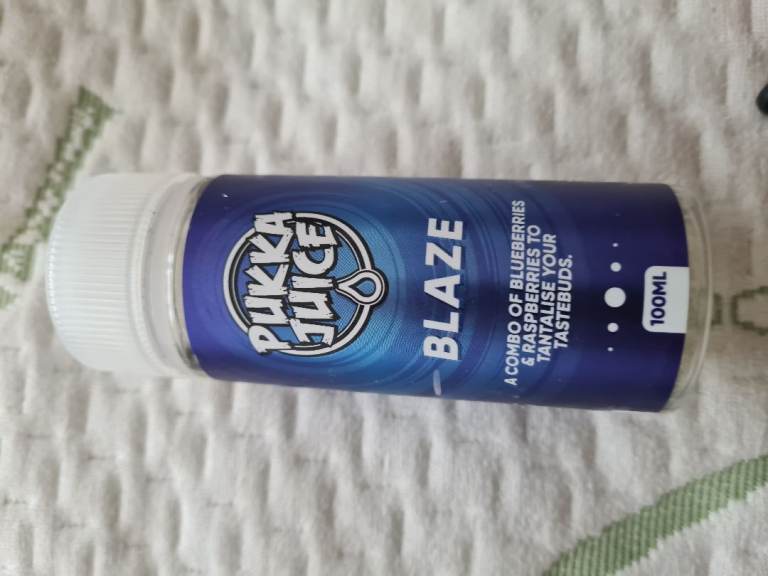 PUKKA
JUICE
BLAZE
A COMBO OF BLUEBERRIES
& RASPBERRIES TO
TANTALISE YOUR
TASTEBUDS.
100ML